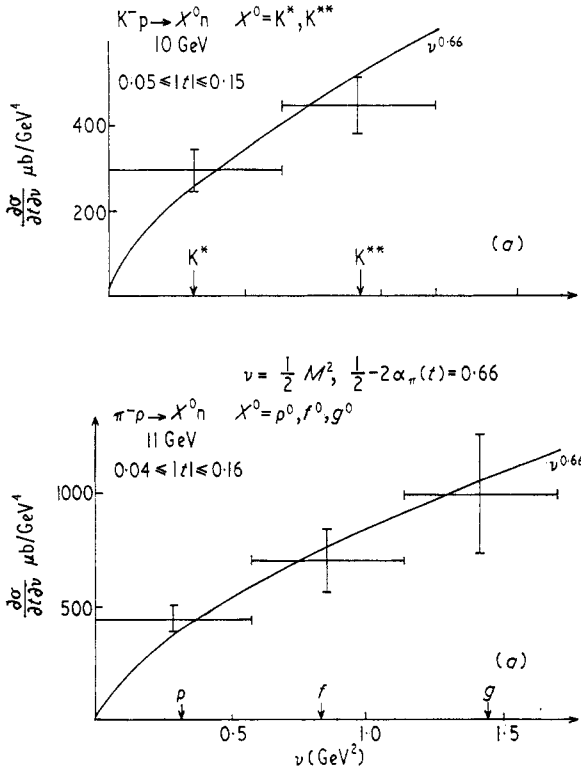 K⁻p→X⁰n X⁰=K*, K**
10 GeV
0·05⩽|t|⩽0·15
ν⁰·⁶⁶
400
200
∂σ/∂t∂ν μb/GeV⁴
K* K**
(a)
ν = 1/2 M², 1/2-2α_π(t)=0·66
π⁻p→X⁰n X⁰=ρ⁰,f⁰,g⁰
11 GeV
0·04⩽|t|⩽0·16
ν⁰·⁶⁶
1000
500
∂σ/∂t∂ν μb/GeV⁴
(a)
ρ f g
0·5 1·0 1·5
ν(GeV²)